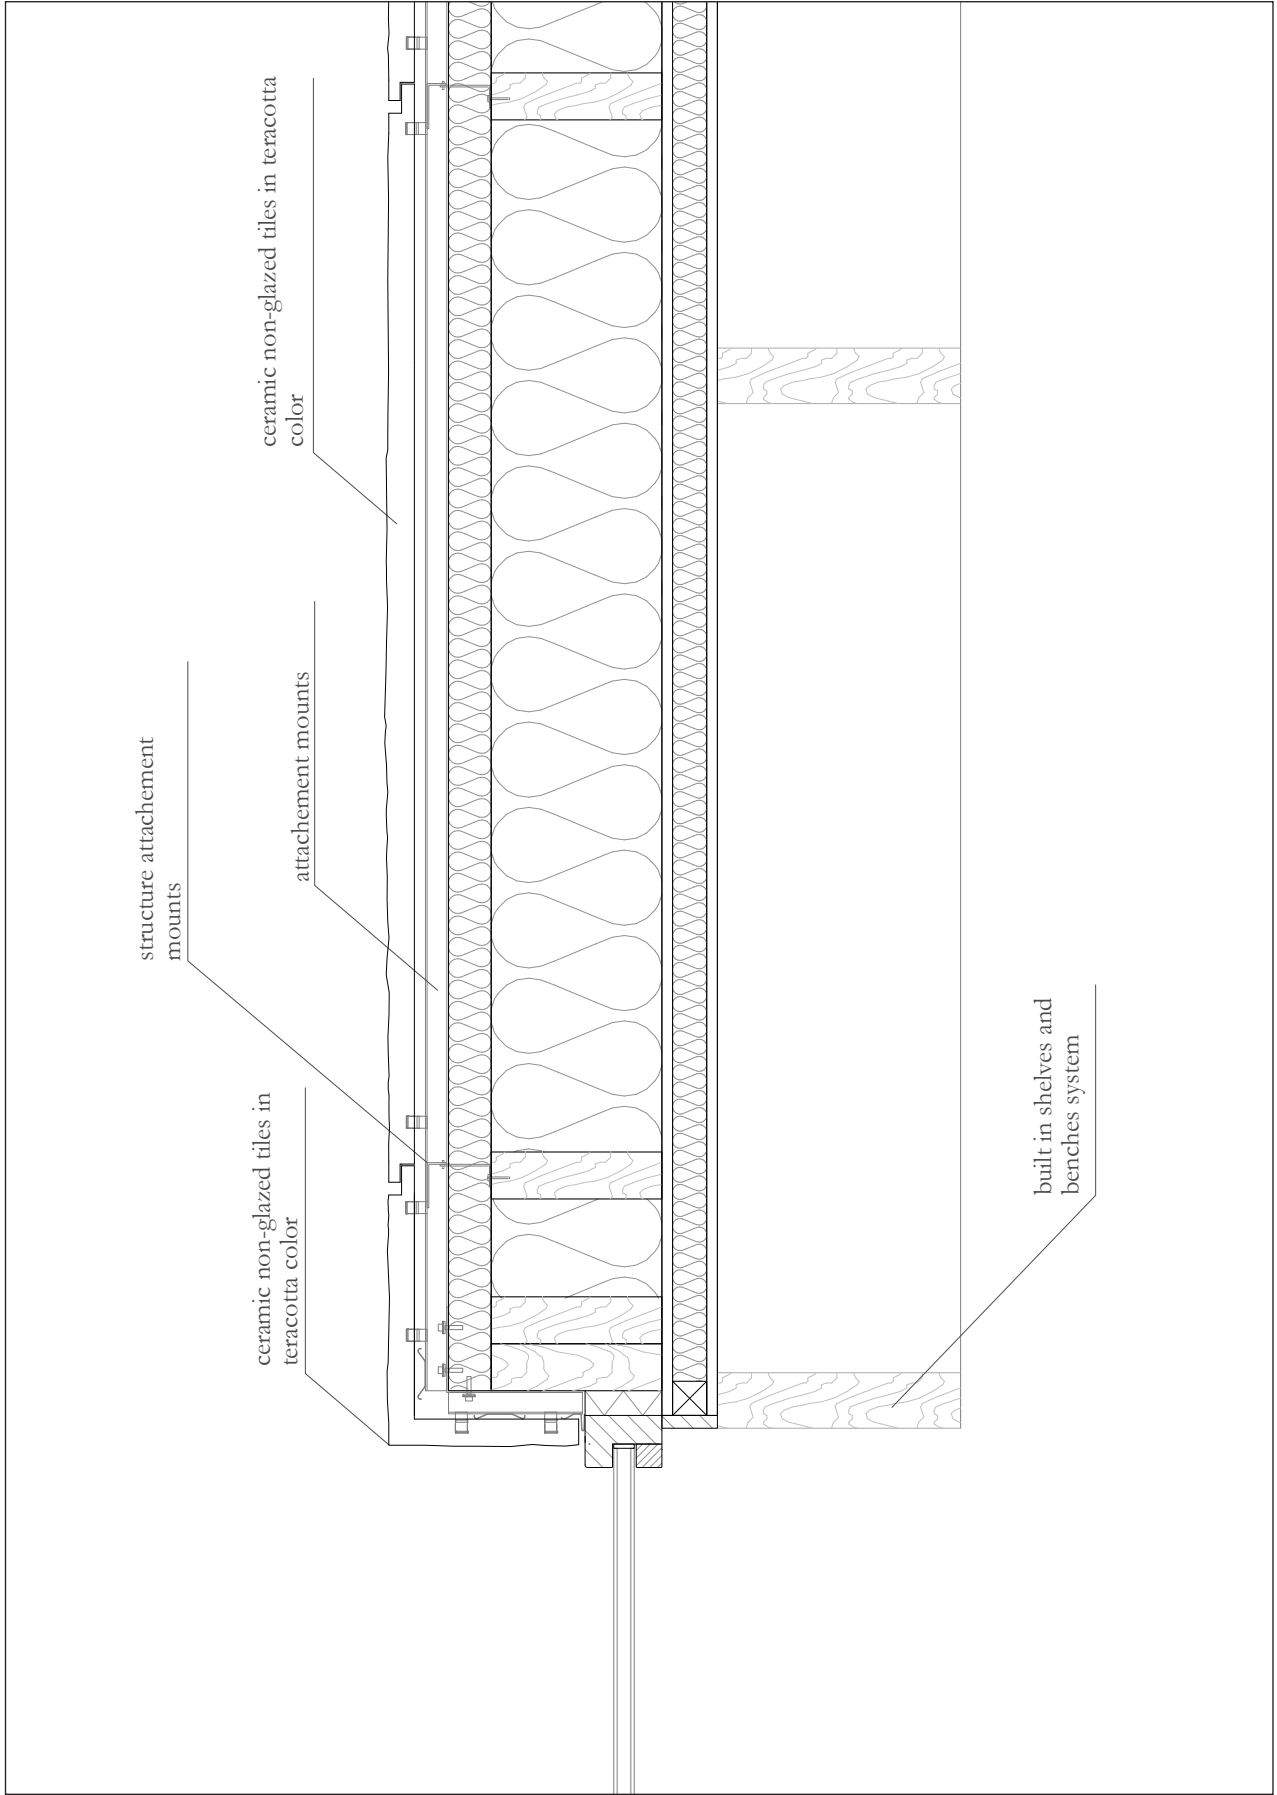 ceramic non-glazed tiles in
teracotta color
structure attachement
mounts
attachement mounts
ceramic non-glazed tiles in teracotta
color
built in shelves and
benches system